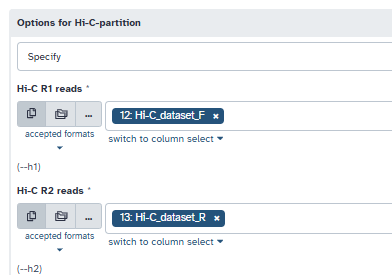 Options for Hi-C-partition
Specify
Hi-C R1 reads *
... 12: Hi-C_dataset_F ×
accepted formats switch to column select
(--h1)
Hi-C R2 reads *
... 13: Hi-C_dataset_R ×
accepted formats switch to column select
(--h2)